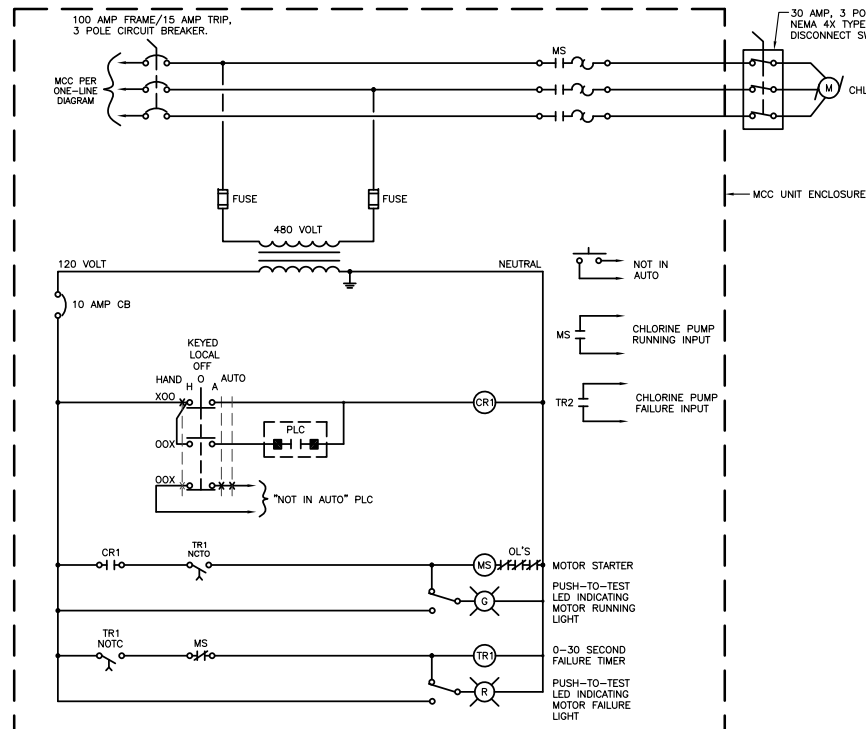 100 AMP FRAME/15 AMP TRIP,
3 POLE CIRCUIT BREAKER.
30 AMP, 3 PO
NEMA 4X TYPE
DISCONNECT SW
MS
MCC PER
ONE-LINE
DIAGRAM
M
CHL
FUSE
FUSE
MCC UNIT ENCLOSURE
480 VOLT
120 VOLT
NEUTRAL
NOT IN
AUTO
10 AMP CB
MS
CHLORINE PUMP
RUNNING INPUT
KEYED
LOCAL
OFF
HAND
H
O
A
AUTO
XOO
CR1
TR2
CHLORINE PUMP
FAILURE INPUT
PLC
OOX
OOX
"NOT IN AUTO" PLC
CR1
TR1
NCTO
MS
OL'S
MOTOR STARTER
G
PUSH-TO-TEST
LED INDICATING
MOTOR RUNNING
LIGHT
TR1
NOTC
MS
TR1
0-30 SECOND
FAILURE TIMER
R
PUSH-TO-TEST
LED INDICATING
MOTOR FAILURE
LIGHT